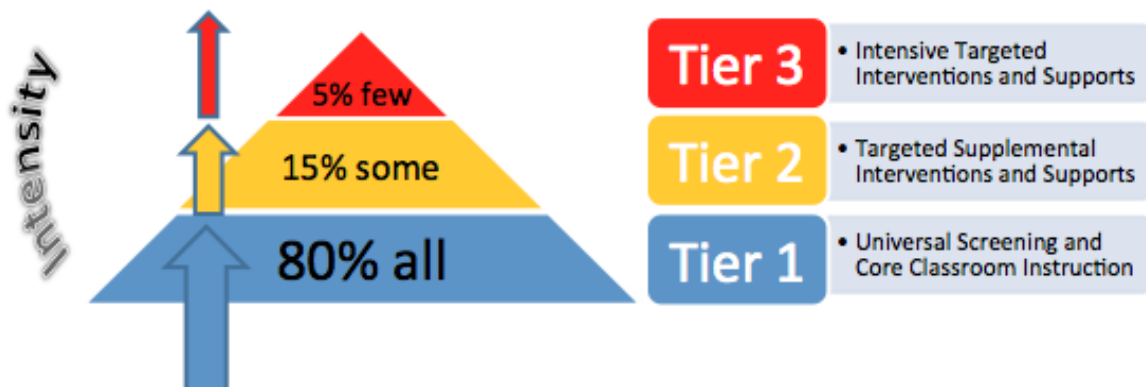 Intensity
5% few
15% some
80% all
Tier 3
• Intensive Targeted
Interventions and Supports
Tier 2
• Targeted Supplemental
Interventions and Supports
Tier 1
• Universal Screening and
Core Classroom Instruction